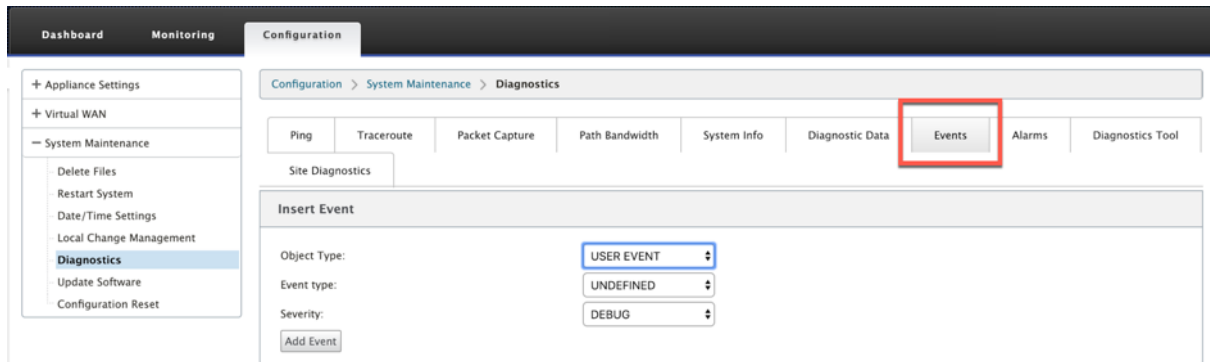 Dashboard Monitoring Configuration
+ Appliance Settings
+ Virtual WAN
− System Maintenance
Delete Files
Restart System
Date/Time Settings
Local Change Management
Diagnostics
Update Software
Configuration Reset
Configuration > System Maintenance > Diagnostics
Ping Traceroute Packet Capture Path Bandwidth System Info Diagnostic Data Events Alarms Diagnostics Tool
Site Diagnostics
Insert Event
Object Type: USER EVENT
Event type: UNDEFINED
Severity: DEBUG
Add Event